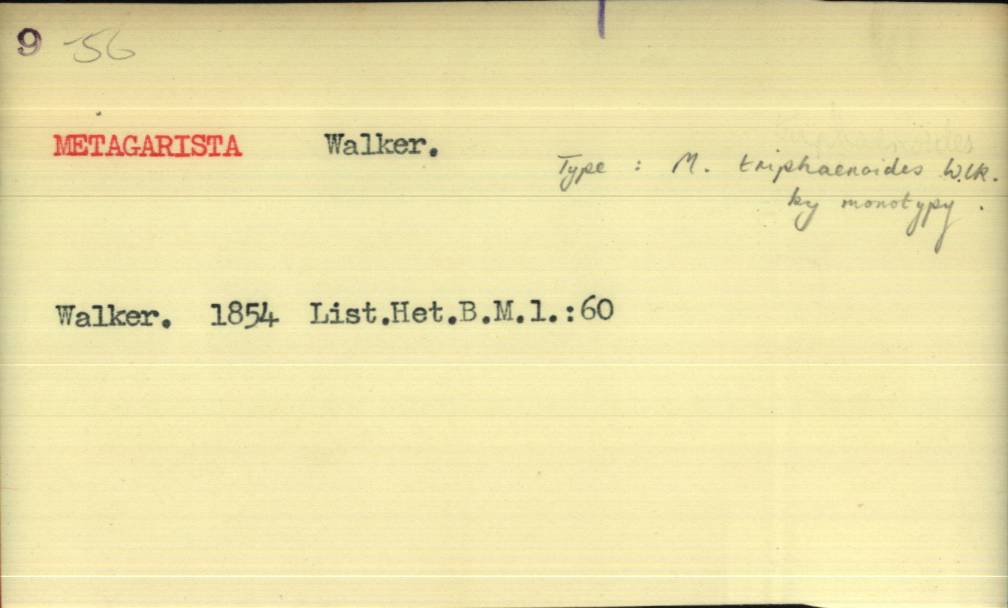 9 56
METAGARISTA Walker.
Type : M. triphaenoides Wlk.
by monotypy .
Walker. 1854 List.Het.B.M.1.:60